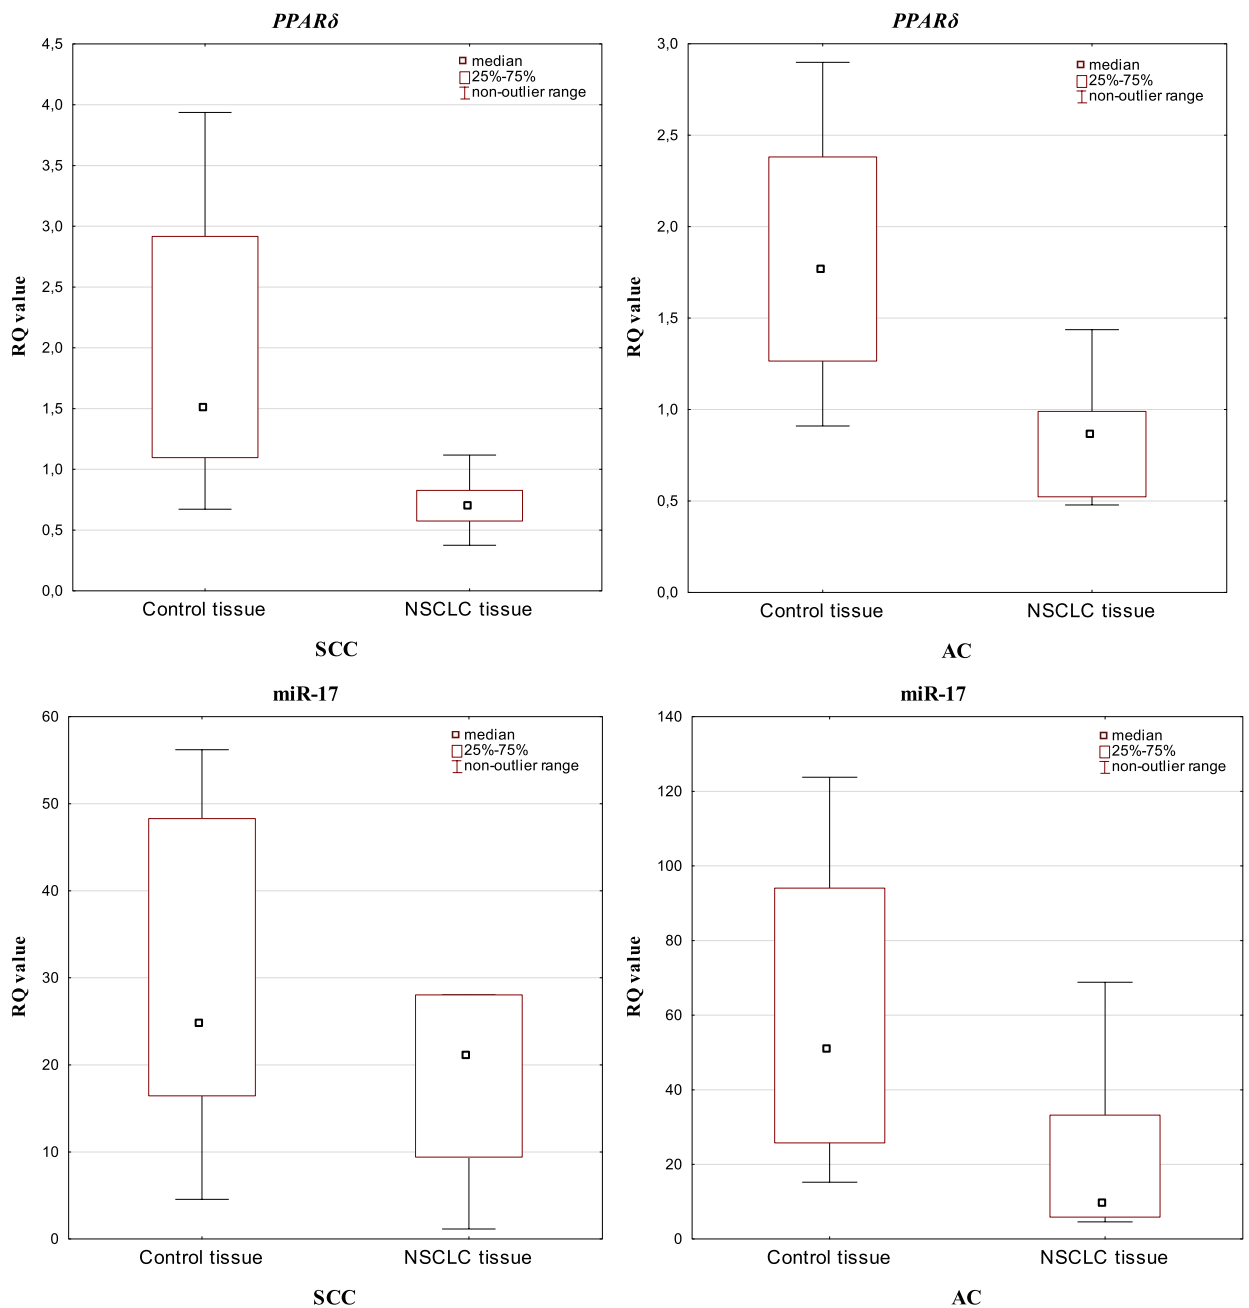 PPARδ
4,5
4,0
3,5
3,0
2,5
2,0
1,5
1,0
0,5
0,0
RQ value
median
25%-75%
non-outlier range
Control tissue NSCLC tissue
SCC
PPARδ
3,0
2,5
2,0
1,5
1,0
0,5
0,0
RQ value
median
25%-75%
non-outlier range
Control tissue NSCLC tissue
AC
miR-17
60
50
40
30
20
10
0
RQ value
median
25%-75%
non-outlier range
Control tissue NSCLC tissue
SCC
miR-17
140
120
100
80
60
40
20
0
RQ value
median
25%-75%
non-outlier range
Control tissue NSCLC tissue
AC